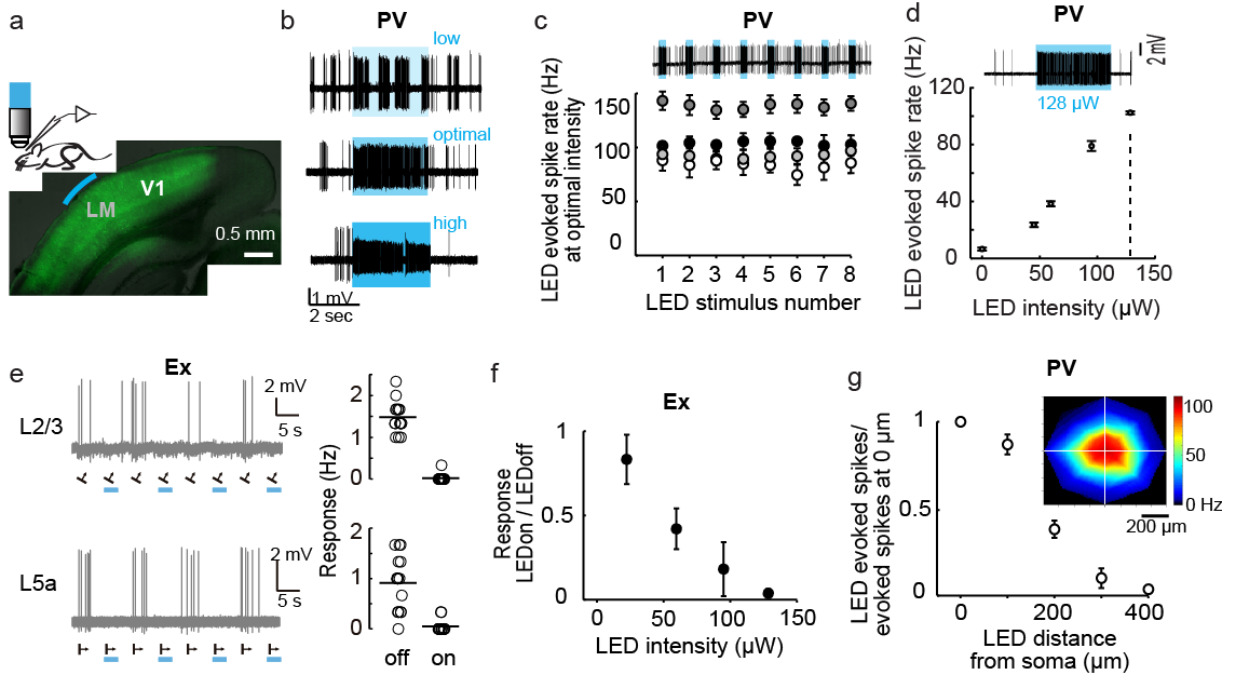 a
V1
LM
0.5 mm
b
PV
low
optimal
high
1 mV
2 sec
c
PV
LED evoked spike rate (Hz)
at optimal intensity
150
100
50
0
1 2 3 4 5 6 7 8
LED stimulus number
d
PV
2 mV
128 µW
LED evoked spike rate (Hz)
120
80
40
0
0 50 100 150
LED intensity (µW)
e
Ex
L2/3
2 mV
5 s
L5a
2 mV
5 s
Response (Hz)
2
1
0
2
1
0
off on
f
Ex
Response
LEDon / LEDoff
1
0.5
0
0 50 100 150
LED intensity (µW)
g
PV
LED evoked spikes/
evoked spikes at 0 µm
1
0.5
0
100
50
0 Hz
200 µm
0 200 400
LED distance
from soma (µm)